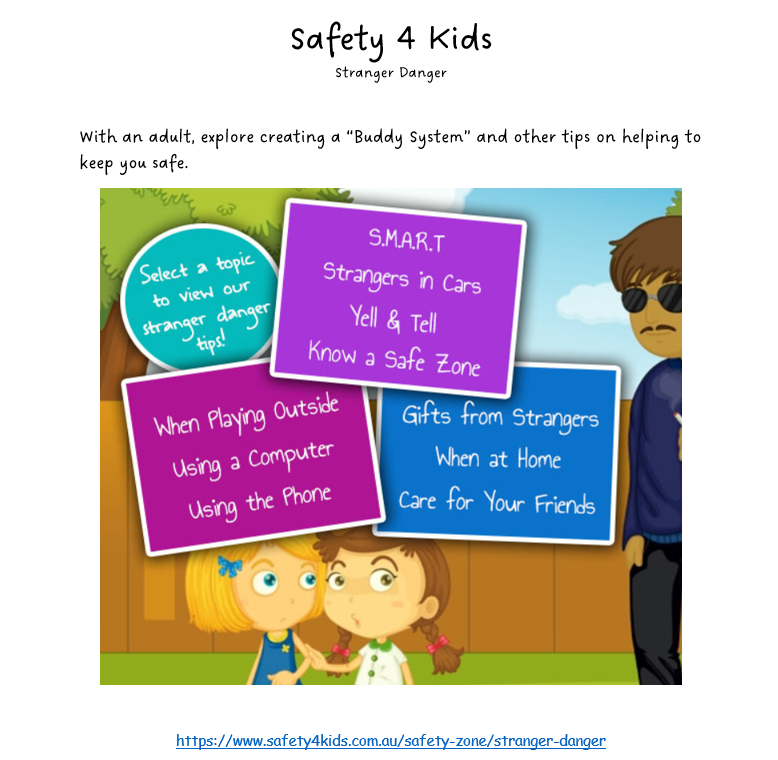 Safety 4 Kids
Stranger Danger
With an adult, explore creating a “Buddy System” and other tips on helping to
keep you safe.
Select a topic
to view our
stranger danger
tips!
S.M.A.R.T
Strangers in Cars
Yell & Tell
Know a Safe Zone
When Playing Outside
Using a Computer
Using the Phone
Gifts from Strangers
When at Home
Care for Your Friends
https://www.safety4kids.com.au/safety-zone/stranger-danger